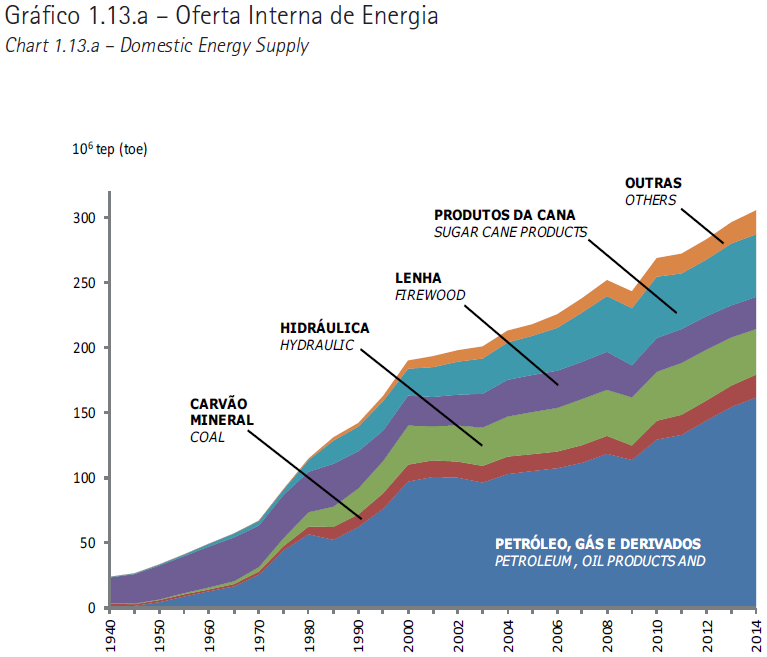 Gráfico 1.13.a – Oferta Interna de Energia
Chart 1.13.a – Domestic Energy Supply
10⁶ tep (toe)
OUTRAS
OTHERS
PRODUTOS DA CANA
SUGAR CANE PRODUCTS
LENHA
FIREWOOD
HIDRÁULICA
HYDRAULIC
CARVÃO
MINERAL
COAL
PETRÓLEO, GÁS E DERIVADOS
PETROLEUM , OIL PRODUCTS AND
300
250
200
150
100
50
0
1940
1950
1960
1970
1980
1990
2000
2002
2004
2006
2008
2010
2012
2014